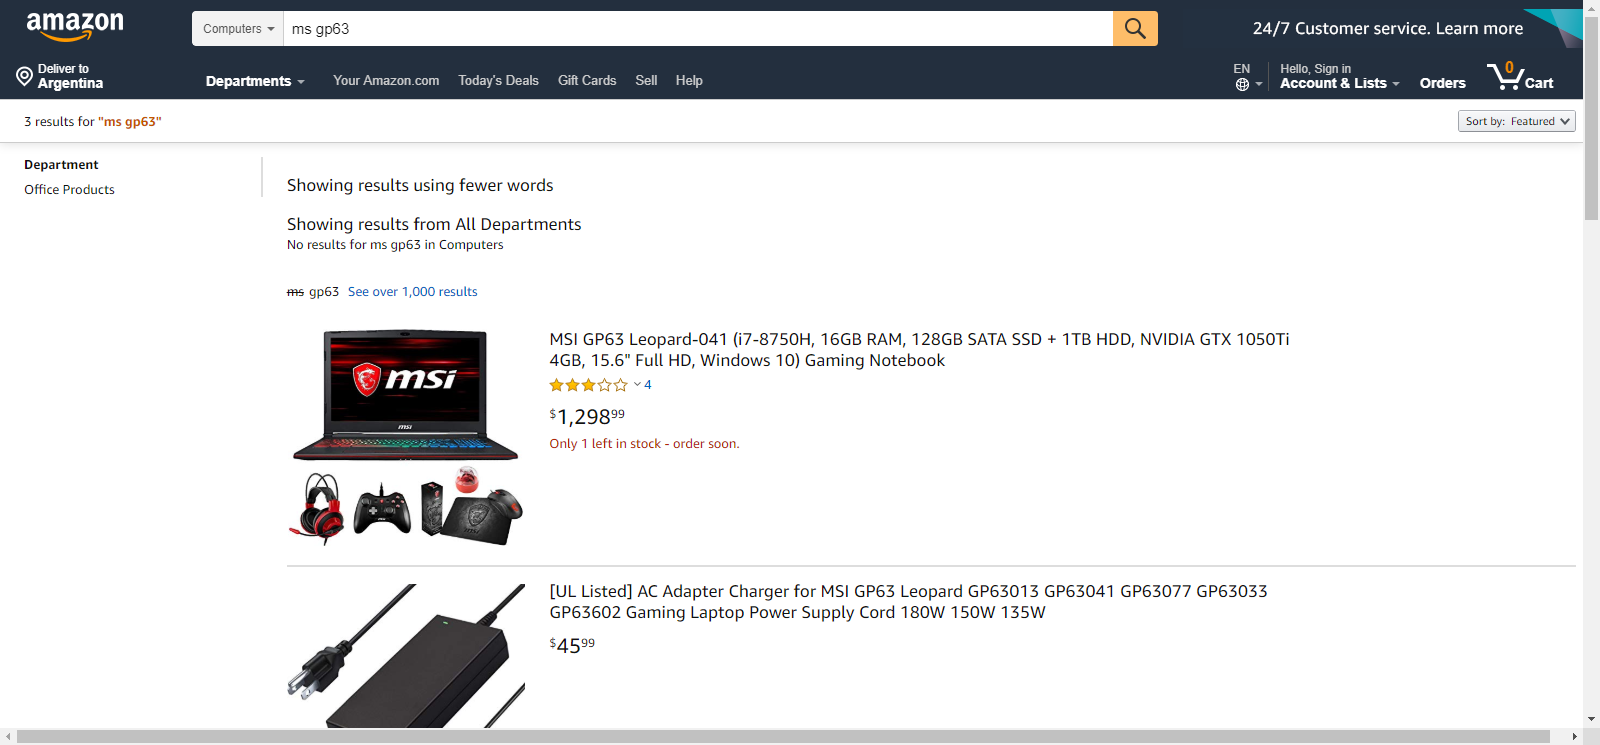 amazon
Computers
ms gp63
24/7 Customer service. Learn more
Deliver to
Argentina
Departments
Your Amazon.com
Today's Deals
Gift Cards
Sell
Help
EN
Hello, Sign in
Account & Lists
Orders
0
Cart
3 results for "ms gp63"
Sort by: Featured
Department
Office Products
Showing results using fewer words
Showing results from All Departments
No results for ms gp63 in Computers
ms gp63 See over 1,000 results
msi
msi
MSI GP63 Leopard-041 (i7-8750H, 16GB RAM, 128GB SATA SSD + 1TB HDD, NVIDIA GTX 1050Ti
4GB, 15.6" Full HD, Windows 10) Gaming Notebook
4
$1,29899
Only 1 left in stock - order soon.
msi
[UL Listed] AC Adapter Charger for MSI GP63 Leopard GP63013 GP63041 GP63077 GP63033
GP63602 Gaming Laptop Power Supply Cord 180W 150W 135W
$4599